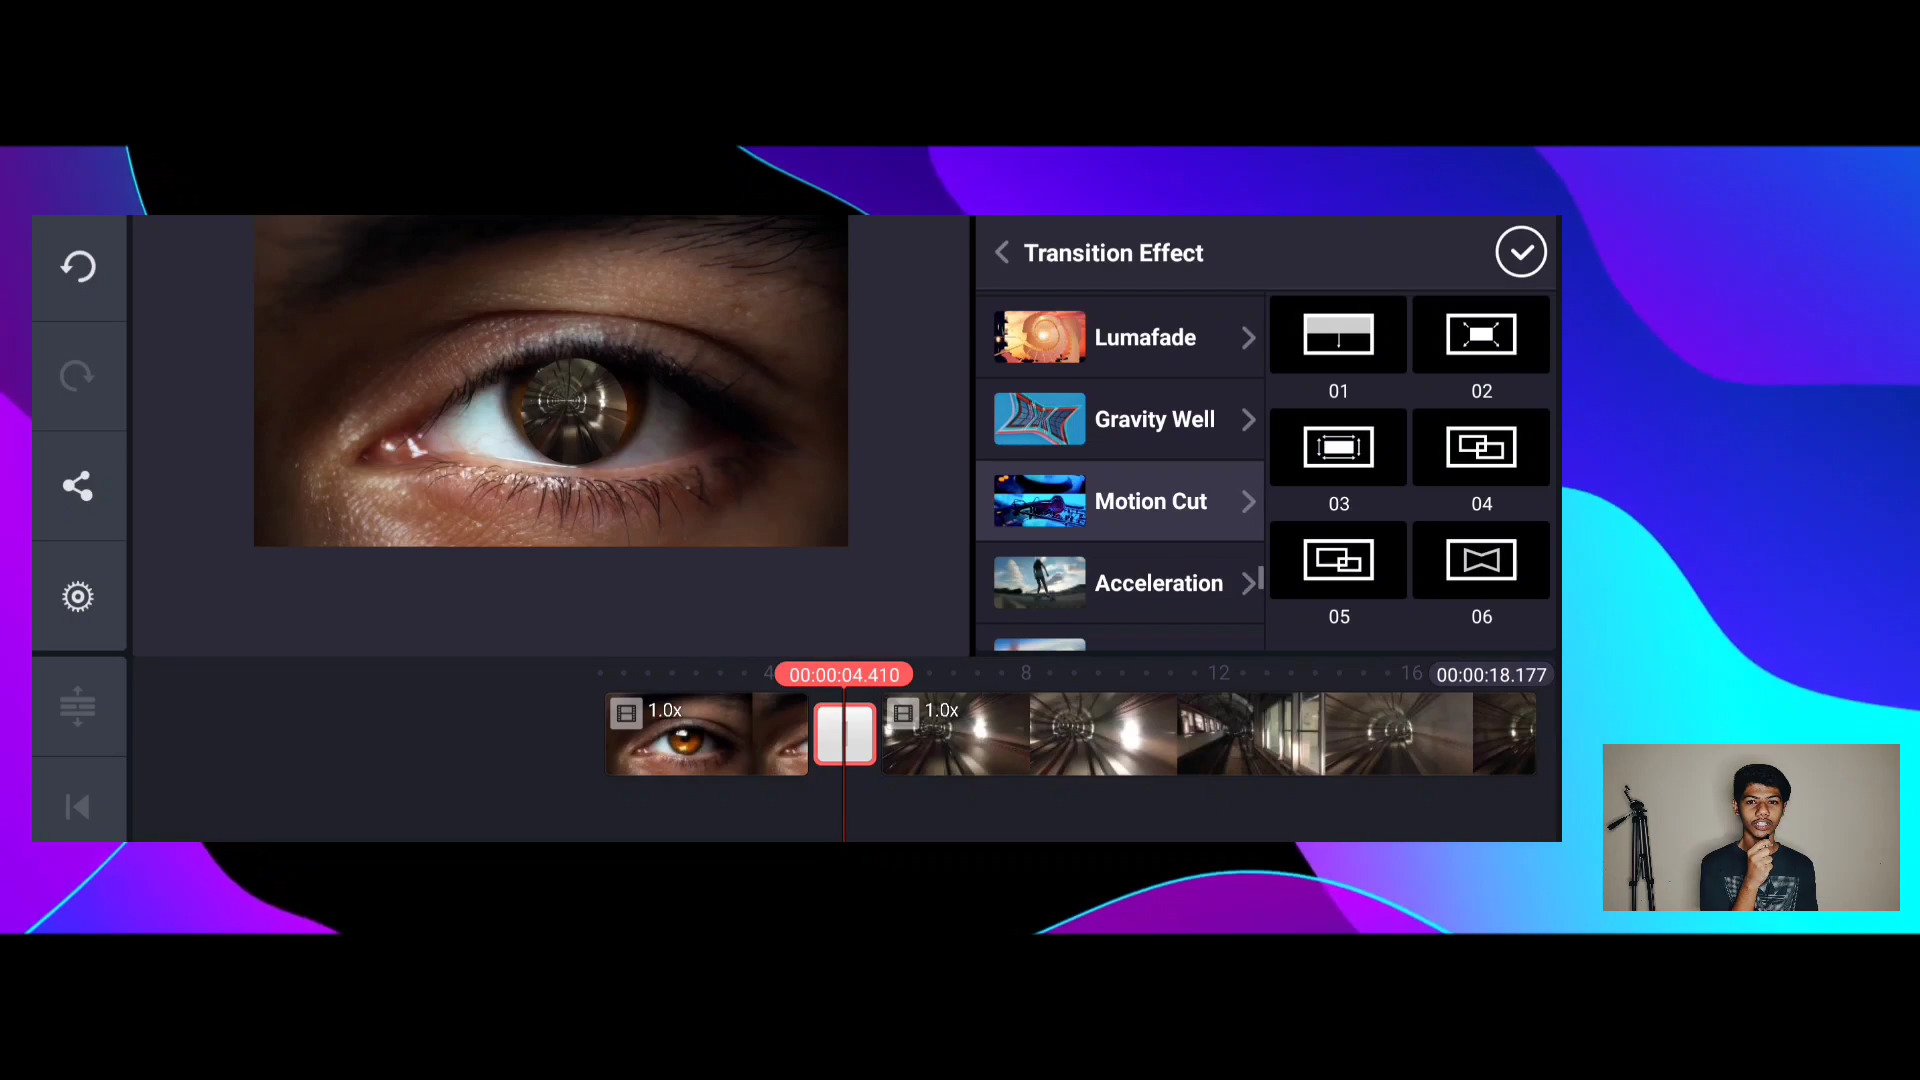 Transition Effect
Lumafade
Gravity Well
Motion Cut
Acceleration
01
02
03
04
05
06
4
00:00:04.410
8
12
16
00:00:18.177
1.0x
1.0x